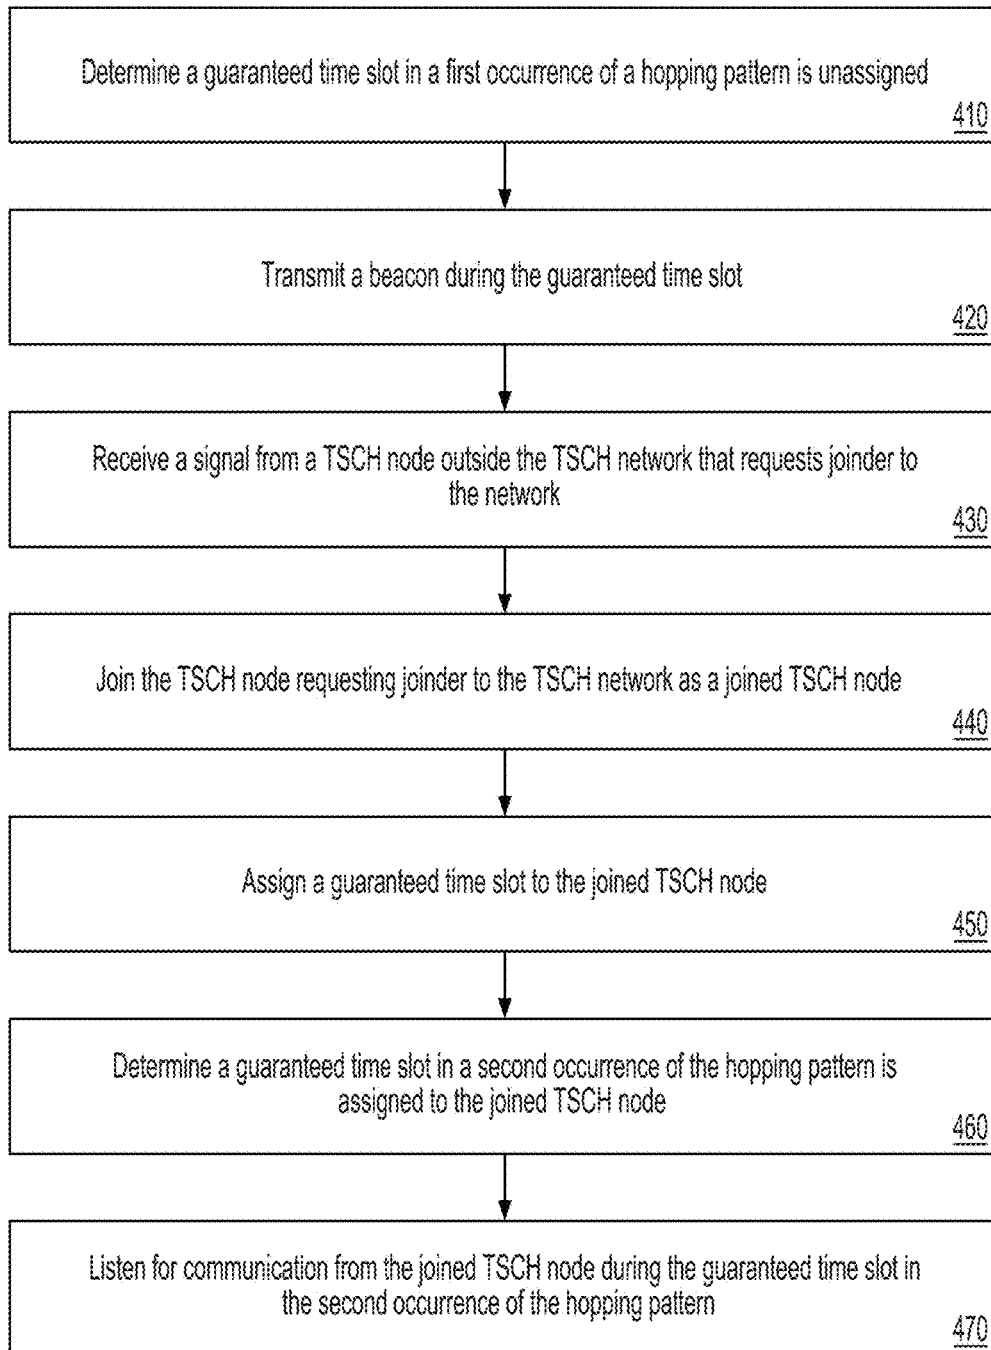 Determine a guaranteed time slot in a first occurrence of a hopping pattern is unassigned
410
Transmit a beacon during the guaranteed time slot
420
Receive a signal from a TSCH node outside the TSCH network that requests joinder to
the network
430
Join the TSCH node requesting joinder to the TSCH network as a joined TSCH node
440
Assign a guaranteed time slot to the joined TSCH node
450
Determine a guaranteed time slot in a second occurrence of the hopping pattern is
assigned to the joined TSCH node
460
Listen for communication from the joined TSCH node during the guaranteed time slot in
the second occurrence of the hopping pattern
470